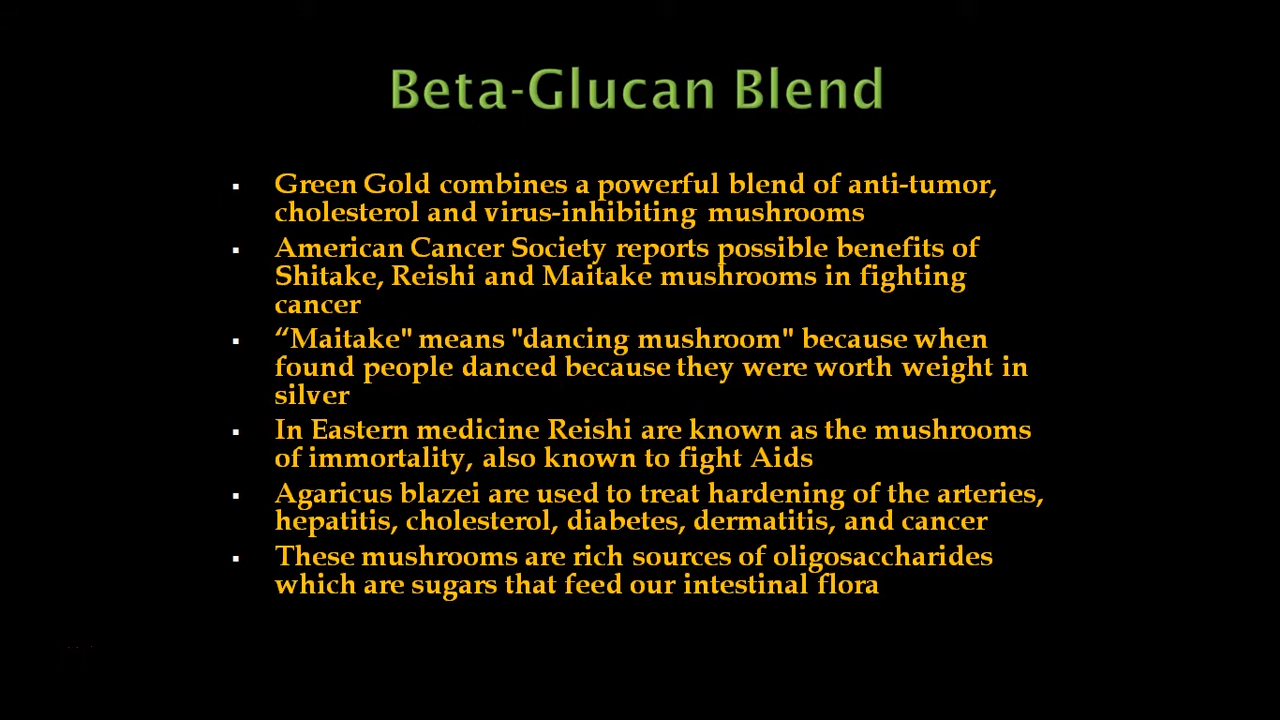 Beta-Glucan Blend
▪ Green Gold combines a powerful blend of anti-tumor,
cholesterol and virus-inhibiting mushrooms
▪ American Cancer Society reports possible benefits of
Shitake, Reishi and Maitake mushrooms in fighting
cancer
▪ “Maitake" means "dancing mushroom" because when
found people danced because they were worth weight in
silver
▪ In Eastern medicine Reishi are known as the mushrooms
of immortality, also known to fight Aids
▪ Agaricus blazei are used to treat hardening of the arteries,
hepatitis, cholesterol, diabetes, dermatitis, and cancer
▪ These mushrooms are rich sources of oligosaccharides
which are sugars that feed our intestinal flora